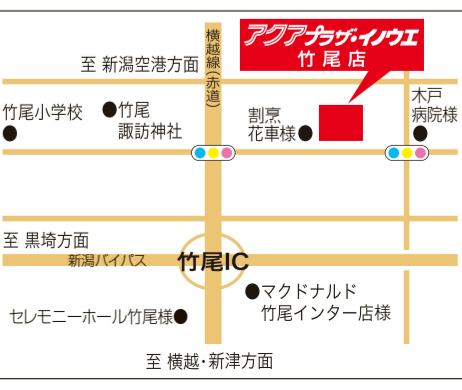 アクアプラザ・イノウエ
竹尾店
横越線(赤道)
至 新潟空港方面
木戸
病院様
竹尾小学校
竹尾
諏訪神社
割烹
花車様
至 黒埼方面
新潟バイパス
竹尾IC
マクドナルド
竹尾インター店様
セレモニーホール竹尾様
至 横越・新津方面